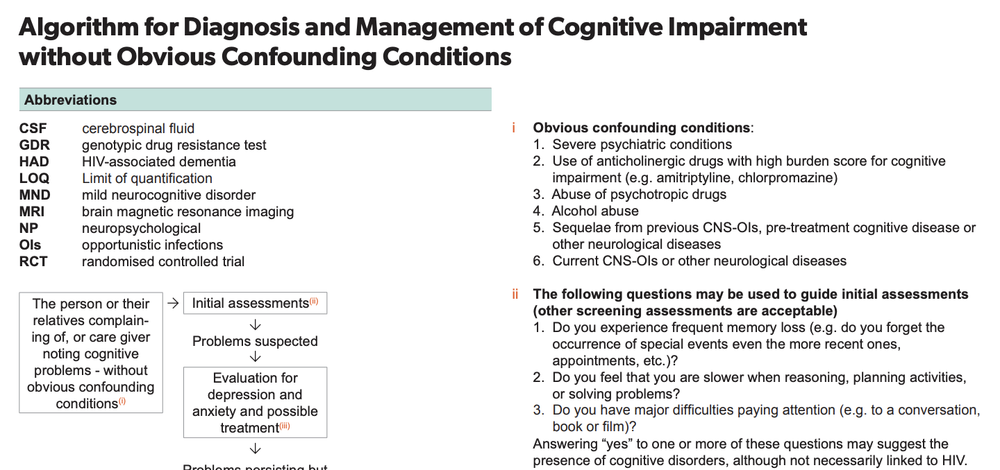 Algorithm for Diagnosis and Management of Cognitive Impairment
without Obvious Confounding Conditions
Abbreviations
CSF cerebrospinal fluid
GDR genotypic drug resistance test
HAD HIV-associated dementia
LOQ Limit of quantification
MND mild neurocognitive disorder
MRI brain magnetic resonance imaging
NP neuropsychological
OIs opportunistic infections
RCT randomised controlled trial
The person or their
relatives complain-
ing of, or care giver
noting cognitive
problems - without
obvious confounding
conditions(i)
→
Initial assessments(ii)
↓
Problems suspected
↓
Evaluation for
depression and
anxiety and possible
treatment(iii)
↓
Problems persisting but
i Obvious confounding conditions:
1. Severe psychiatric conditions
2. Use of anticholinergic drugs with high burden score for cognitive
impairment (e.g. amitriptyline, chlorpromazine)
3. Abuse of psychotropic drugs
4. Alcohol abuse
5. Sequelae from previous CNS-OIs, pre-treatment cognitive disease or
other neurological diseases
6. Current CNS-OIs or other neurological diseases
ii The following questions may be used to guide initial assessments
(other screening assessments are acceptable)
1. Do you experience frequent memory loss (e.g. do you forget the
occurrence of special events even the more recent ones,
appointments, etc.)?
2. Do you feel that you are slower when reasoning, planning activities,
or solving problems?
3. Do you have major difficulties paying attention (e.g. to a conversation,
book or film)?
Answering “yes” to one or more of these questions may suggest the
presence of cognitive disorders, although not necessarily linked to HIV.